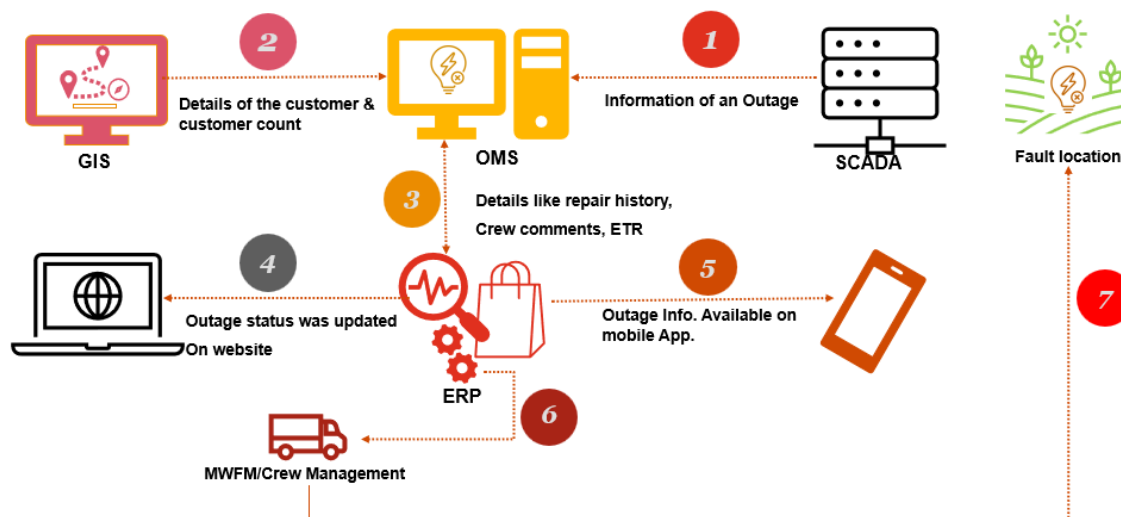 2
1
Details of the customer &
customer count
Information of an Outage
GIS
OMS
SCADA
Fault location
3
Details like repair history,
Crew comments, ETR
4
5
7
Outage status was updated
On website
Outage Info. Available on
mobile App.
ERP
6
MWFM/Crew Management